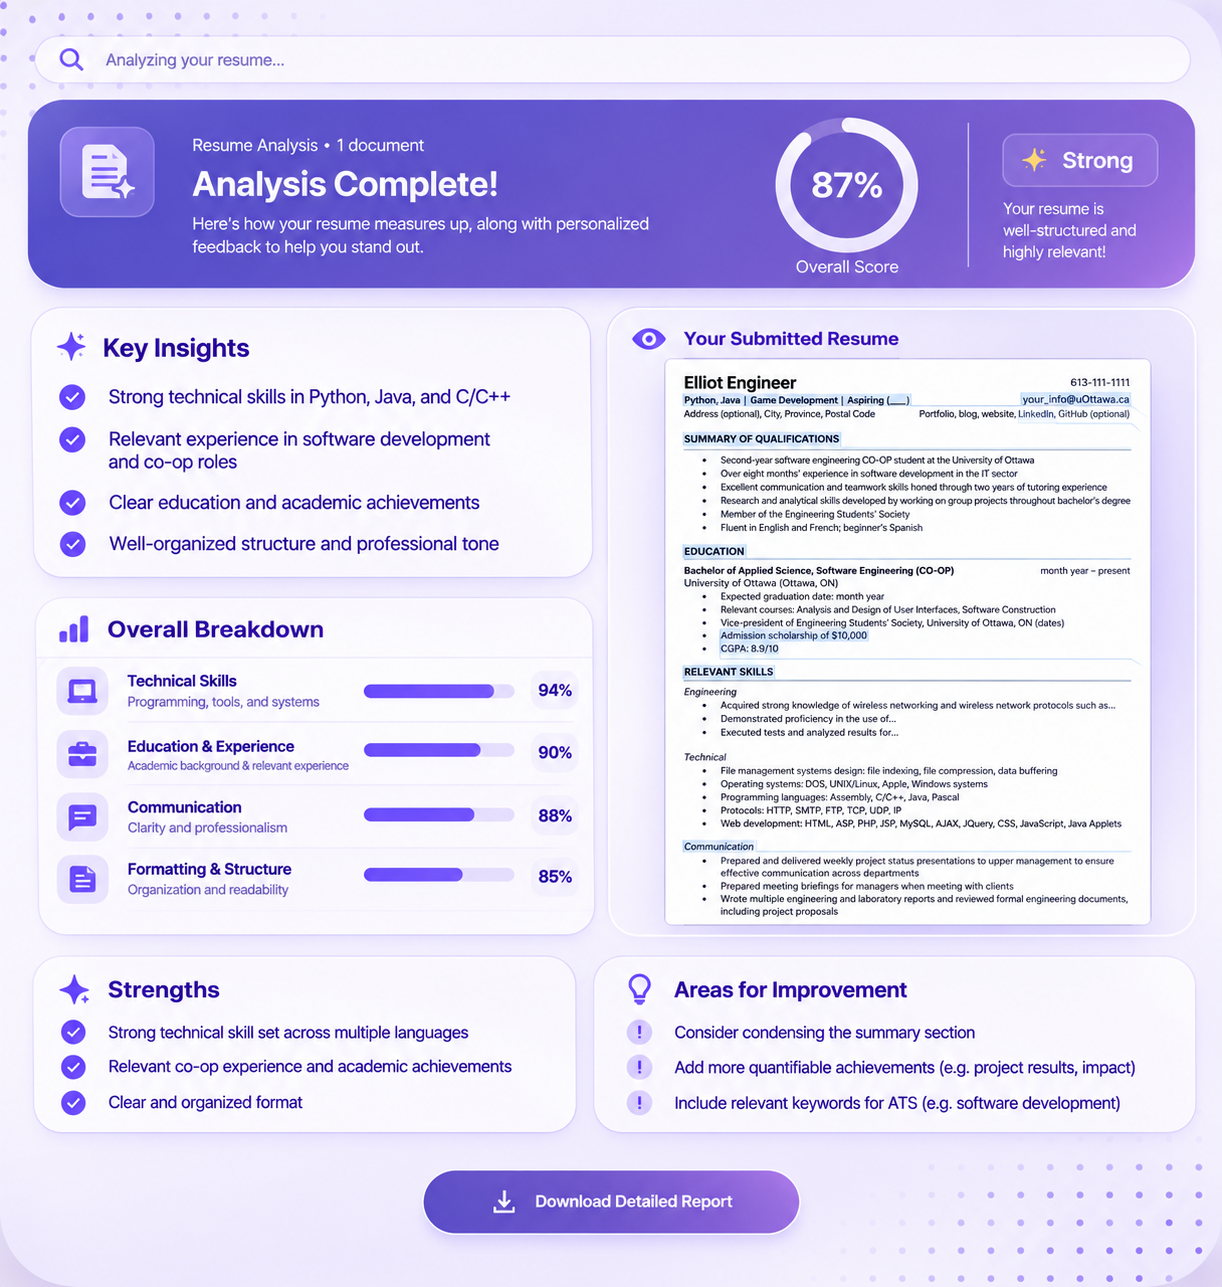 Analyzing your resume...
Resume Analysis • 1 document
Analysis Complete!
Here's how your resume measures up, along with personalized
feedback to help you stand out.
87%
Overall Score
Strong
Your resume is
well-structured and
highly relevant!
Key Insights
Strong technical skills in Python, Java, and C/C++
Relevant experience in software development
and co-op roles
Clear education and academic achievements
Well-organized structure and professional tone
Overall Breakdown
Technical Skills
Programming, tools, and systems
94%
Education & Experience
Academic background & relevant experience
90%
Communication
Clarity and professionalism
88%
Formatting & Structure
Organization and readability
85%
Your Submitted Resume
Elliot Engineer 613-111-1111
Python, Java | Game Development | Aspiring (___) your_info@uOttawa.ca
Address (optional), City, Province, Postal Code Portfolio, blog, website, LinkedIn, GitHub (optional)
SUMMARY OF QUALIFICATIONS
• Second-year software engineering CO-OP student at the University of Ottawa
• Over eight months' experience in software development in the IT sector
• Excellent communication and teamwork skills honed through two years of tutoring experience
• Research and analytical skills developed by working on group projects throughout bachelor's degree
• Member of the Engineering Students' Society
• Fluent in English and French; beginner's Spanish
EDUCATION
Bachelor of Applied Science, Software Engineering (CO-OP) month year – present
University of Ottawa (Ottawa, ON)
• Expected graduation date: month year
• Relevant courses: Analysis and Design of User Interfaces, Software Construction
• Vice-president of Engineering Students' Society, University of Ottawa, ON (dates)
• Admission scholarship of $10,000
• CGPA: 8.9/10
RELEVANT SKILLS
Engineering
• Acquired strong knowledge of wireless networking and wireless network protocols such as...
• Demonstrated proficiency in the use of...
• Executed tests and analyzed results for...
Technical
• File management systems design: file indexing, file compression, data buffering
• Operating systems: DOS, UNIX/Linux, Apple, Windows systems
• Programming languages: Assembly, C/C++, Java, Pascal
• Protocols: HTTP, SMTP, FTP, TCP, UDP, IP
• Web development: HTML, ASP, PHP, JSP, MySQL, AJAX, JQuery, CSS, JavaScript, Java Applets
Communication
• Prepared and delivered weekly project status presentations to upper management to ensure
effective communication across departments
• Prepared meeting briefings for managers when meeting with clients
• Wrote multiple engineering and laboratory reports and reviewed formal engineering documents,
including project proposals
Strengths
Strong technical skill set across multiple languages
Relevant co-op experience and academic achievements
Clear and organized format
Areas for Improvement
! Consider condensing the summary section
! Add more quantifiable achievements (e.g. project results, impact)
! Include relevant keywords for ATS (e.g. software development)
Download Detailed Report